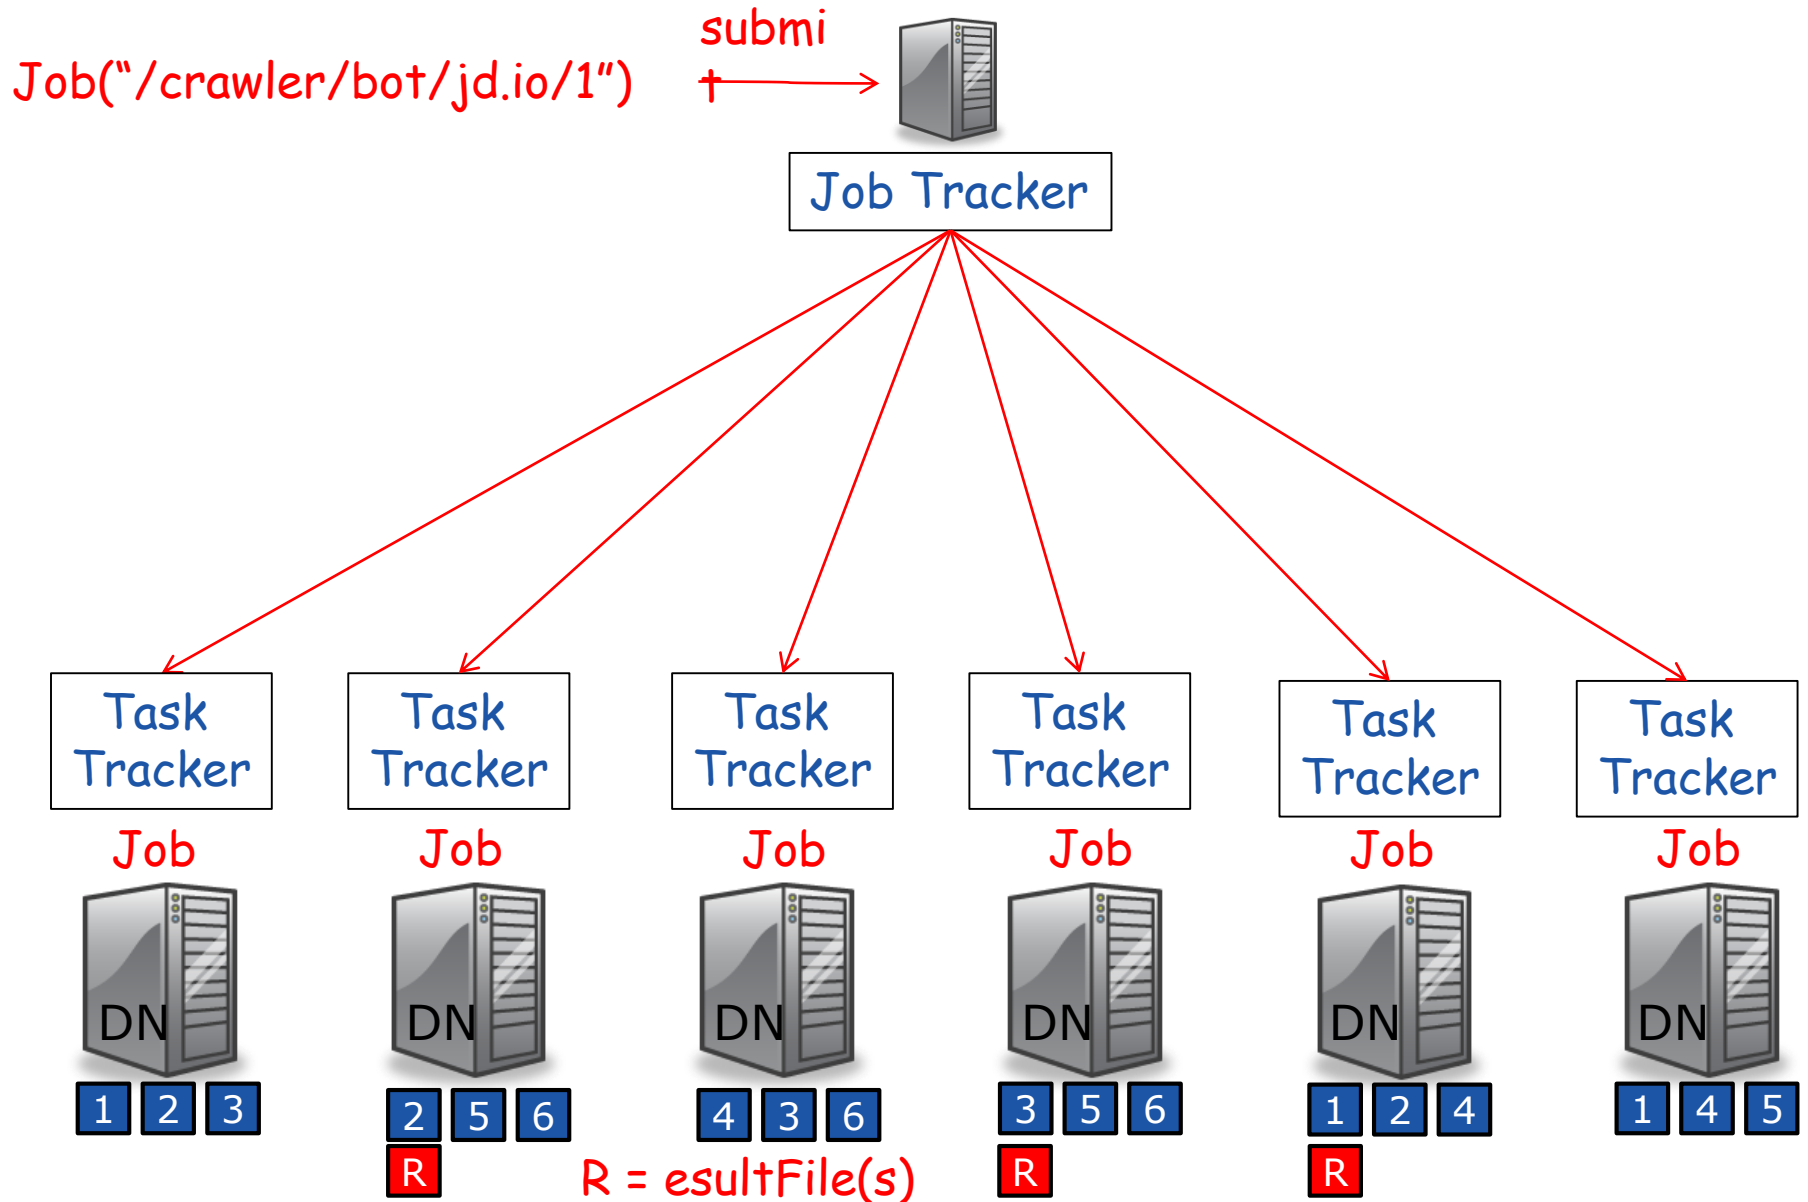 submi
t
Job(“/crawler/bot/jd.io/1”)
Job Tracker
Task
Tracker
Task
Tracker
Task
Tracker
Task
Tracker
Task
Tracker
Task
Tracker
Job
Job
Job
Job
Job
Job
DN
DN
DN
DN
DN
DN
1 2 3
2 5 6
4 3 6
3 5 6
1 2 4
1 4 5
R
R = esultFile(s)
R
R